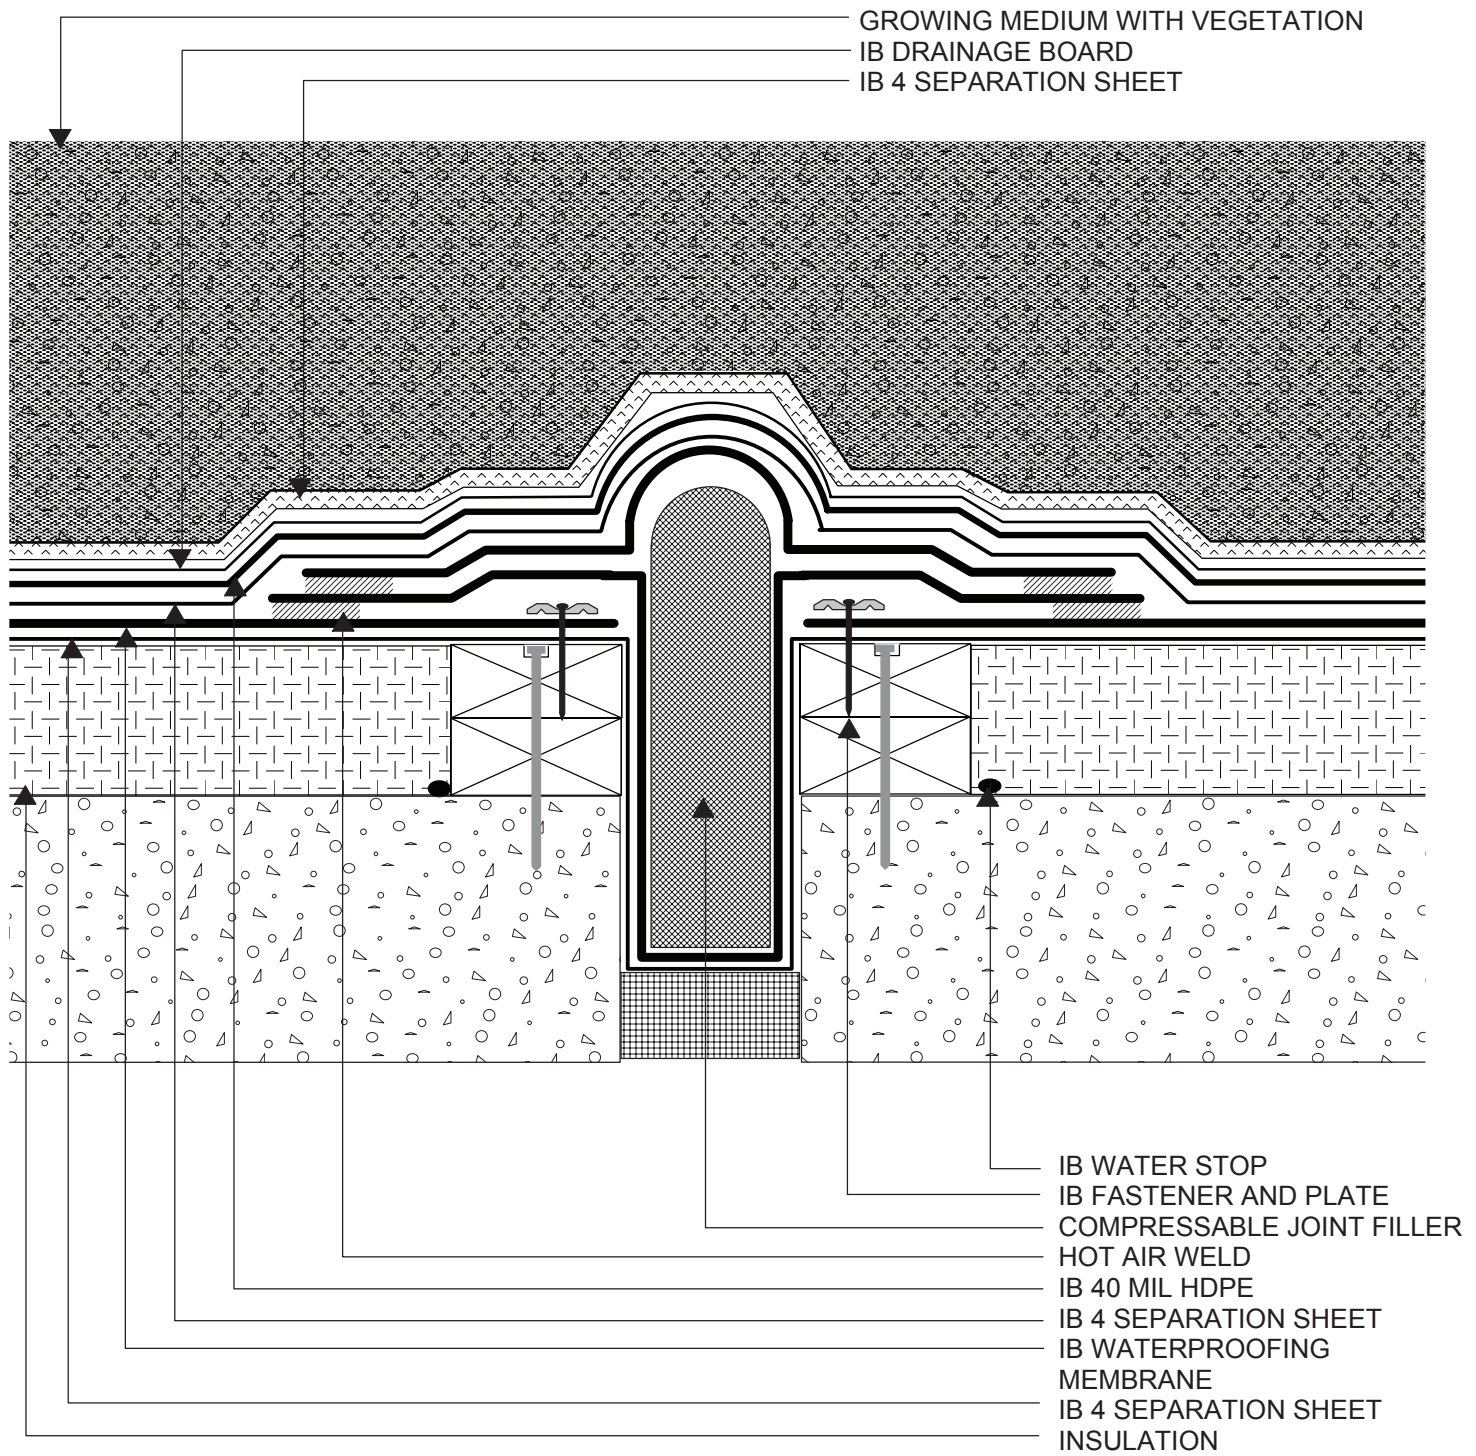 GROWING MEDIUM WITH VEGETATION
IB DRAINAGE BOARD
IB 4 SEPARATION SHEET
IB WATER STOP
IB FASTENER AND PLATE
COMPRESSABLE JOINT FILLER
HOT AIR WELD
IB 40 MIL HDPE
IB 4 SEPARATION SHEET
IB WATERPROOFING
MEMBRANE
IB 4 SEPARATION SHEET
INSULATION